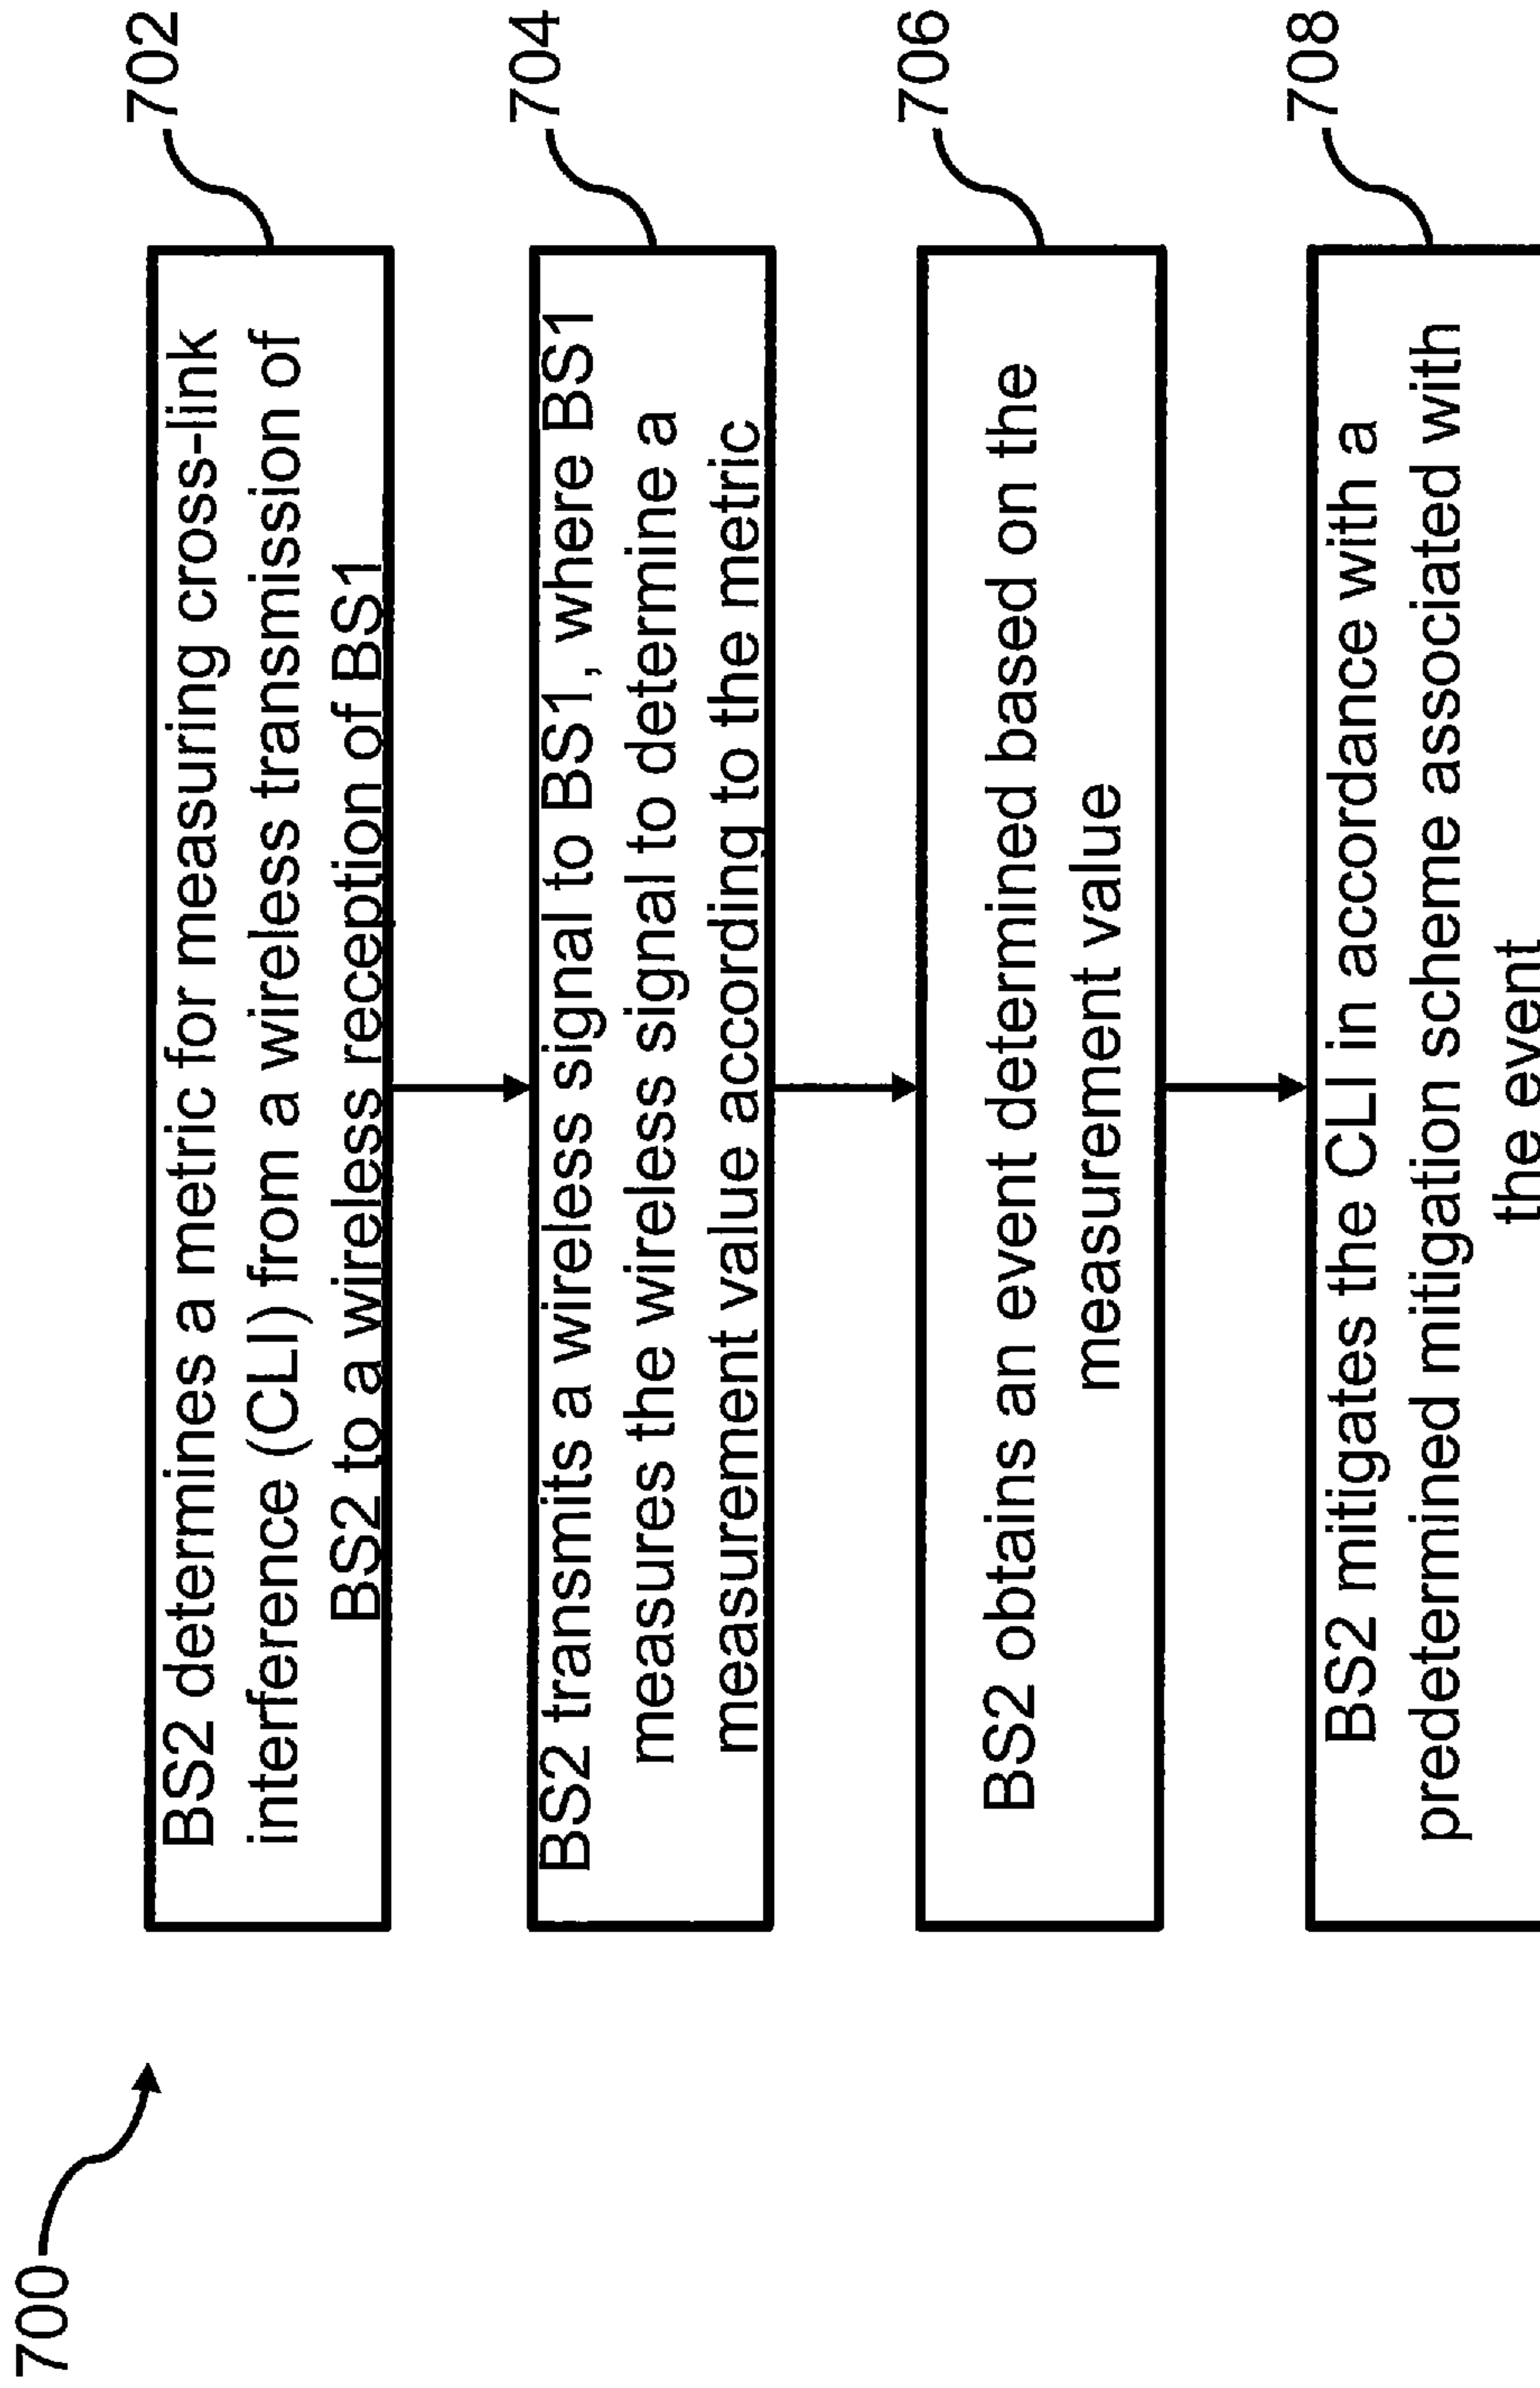 700
BS2 determines a metric for measuring cross-link
interference (CLI) from a wireless transmission of
BS2 to a wireless reception of BS1
702
BS2 transmits a wireless signal to BS1, where BS1
measures the wireless signal to determine a
measurement value according to the metric
704
BS2 obtains an event determined based on the
measurement value
706
BS2 mitigates the CLI in accordance with a
predetermined mitigation scheme associated with
the event
708